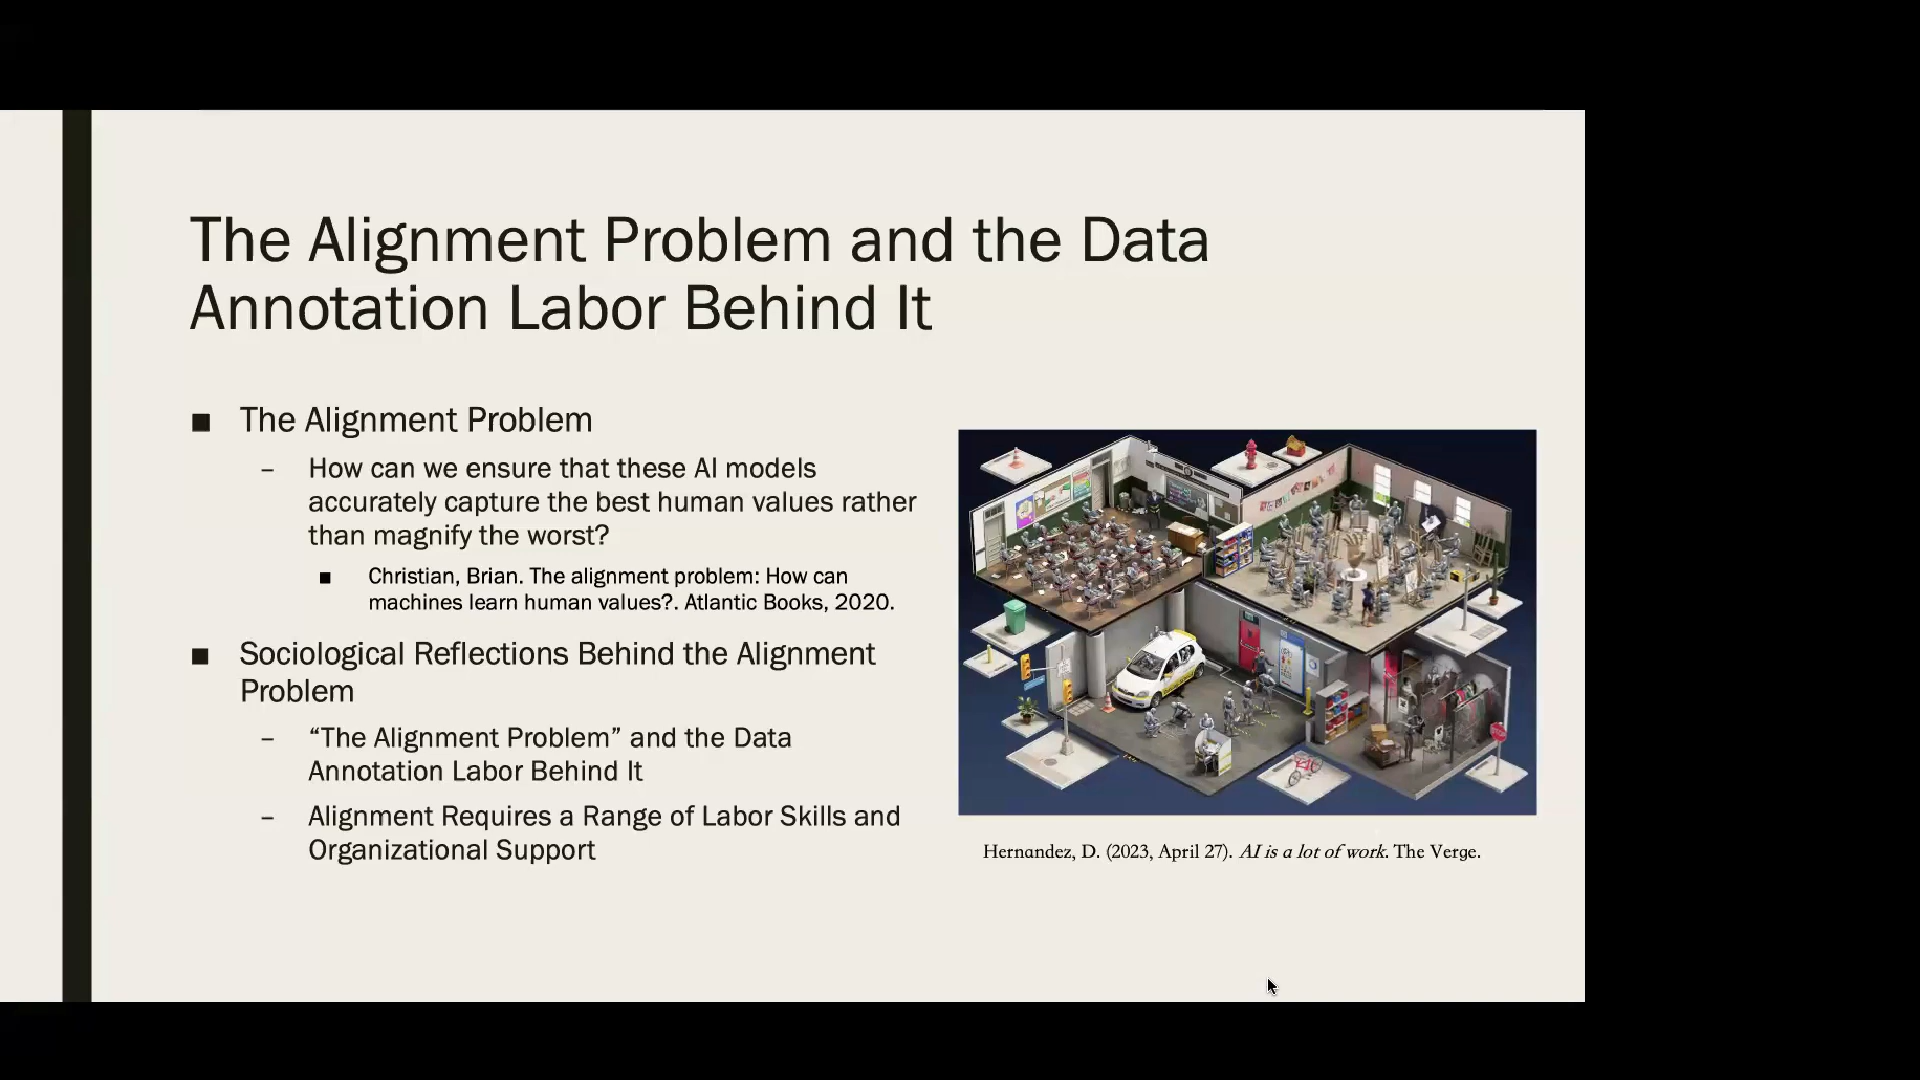 The Alignment Problem and the Data
Annotation Labor Behind It
■ The Alignment Problem
– How can we ensure that these AI models
accurately capture the best human values rather
than magnify the worst?
■ Christian, Brian. The alignment problem: How can
machines learn human values?. Atlantic Books, 2020.
■ Sociological Reflections Behind the Alignment
Problem
– “The Alignment Problem” and the Data
Annotation Labor Behind It
– Alignment Requires a Range of Labor Skills and
Organizational Support
Hernandez, D. (2023, April 27). AI is a lot of work. The Verge.